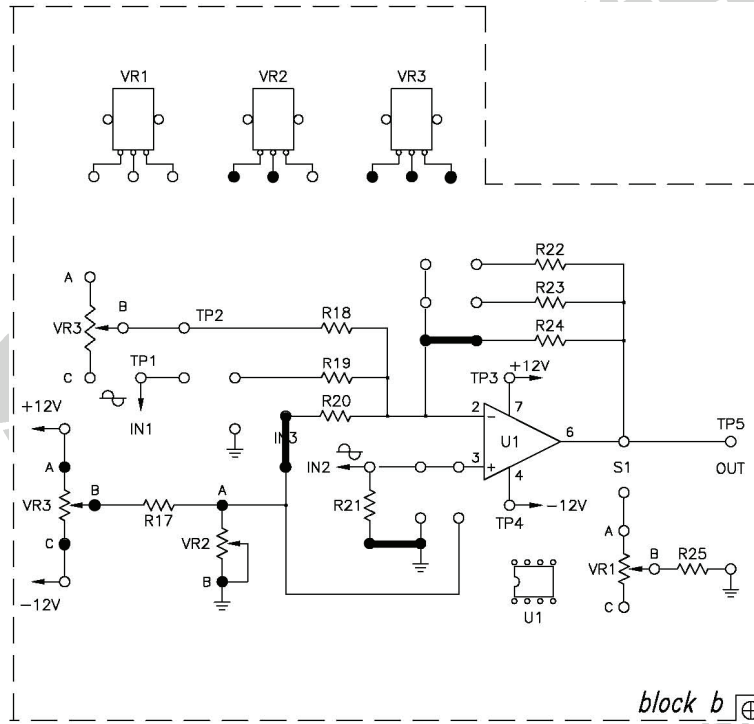 VR1 VR2 VR3
R22
A
R23
B TP2 R18
R24
VR3
TP1 R19 TP3 +12V
C
R20 7
+12V IN1 2 − 6 TP5
IN3 U1
IN2 3 + 4 S1 OUT
A
B A
VR3 R17 R21 −12V
TP4
C VR2 A
B R25
VR1
B
−12V C
U1
block b